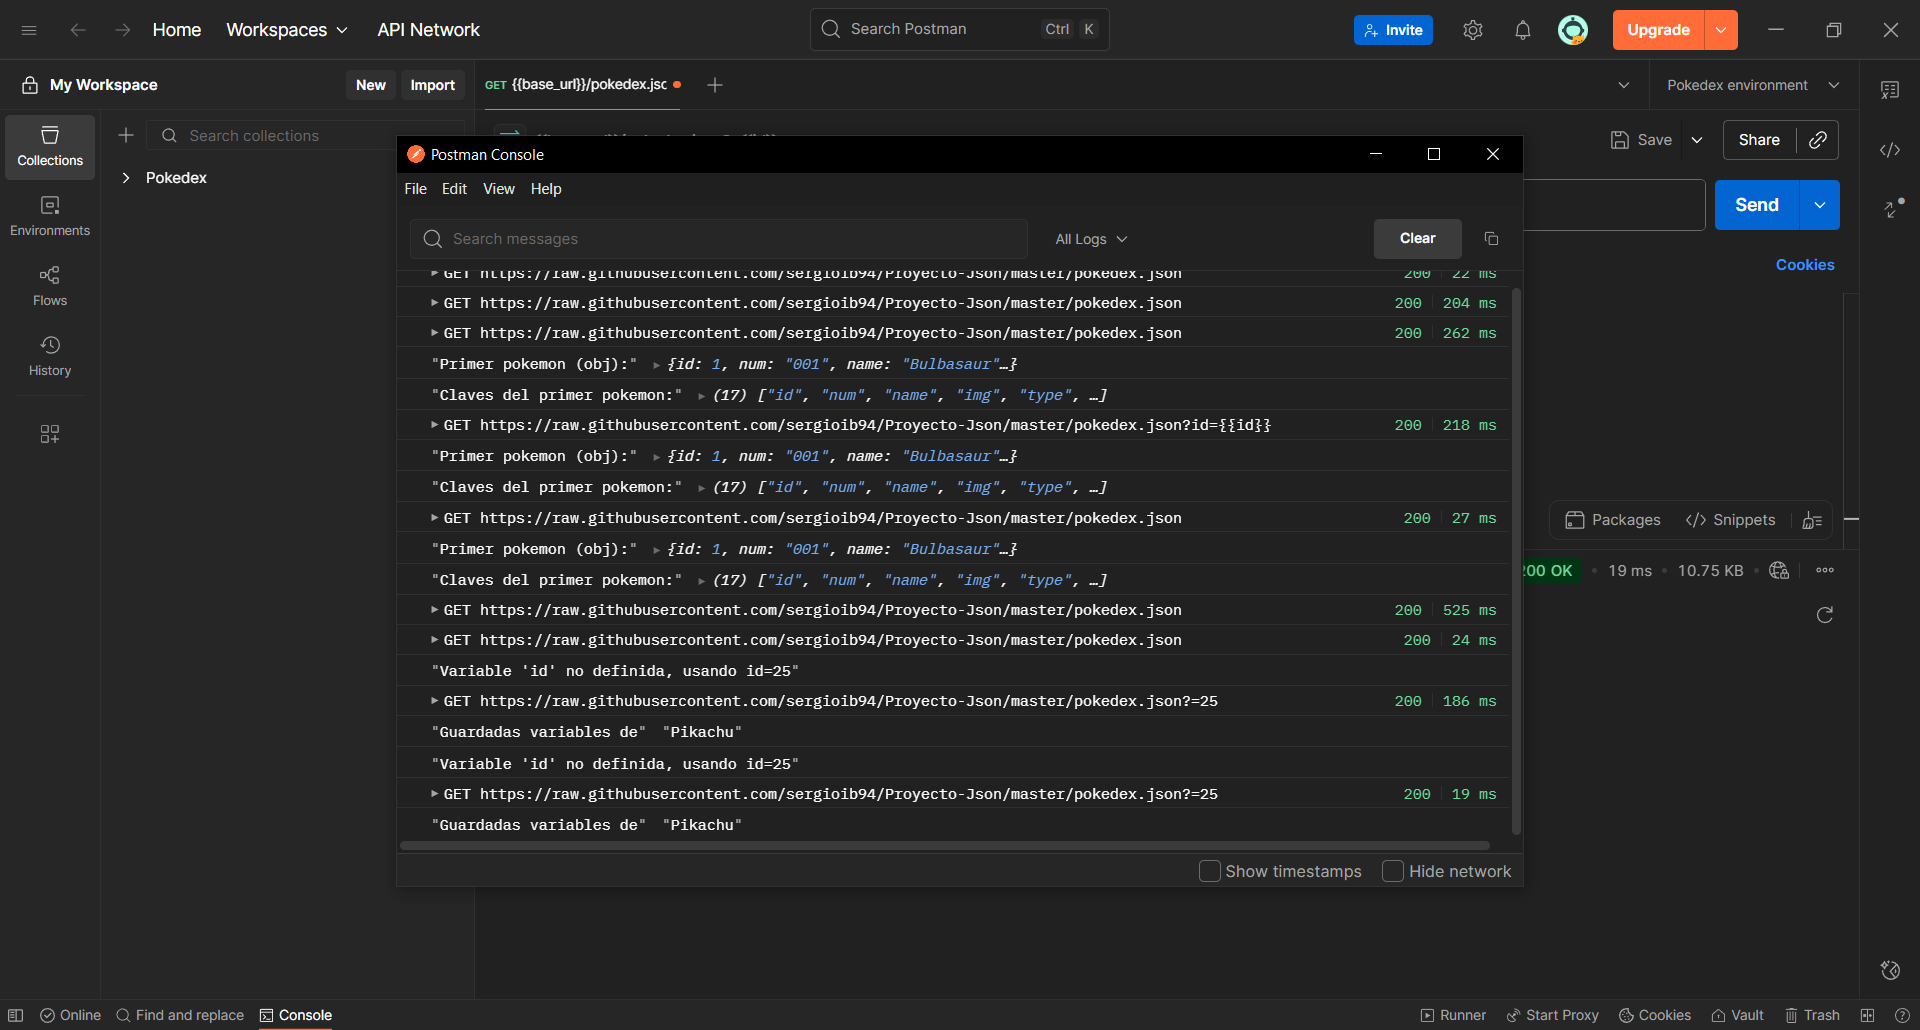 Home
Workspaces
API Network
Search Postman
Ctrl K
Invite
Upgrade
My Workspace
New
Import
GET {{base_url}}/pokedex.jsc
Pokedex environment
Collections
Search collections
Pokedex
Environments
Flows
History
Save
Share
Send
Cookies
Postman Console
File Edit View Help
Search messages
All Logs
Clear
GET https://raw.githubusercontent.com/sergioib94/Proyecto-Json/master/pokedex.json 200 22 ms
GET https://raw.githubusercontent.com/sergioib94/Proyecto-Json/master/pokedex.json 200 204 ms
GET https://raw.githubusercontent.com/sergioib94/Proyecto-Json/master/pokedex.json 200 262 ms
"Primer pokemon (obj):" {id: 1, num: "001", name: "Bulbasaur"…}
"Claves del primer pokemon:" (17) ["id", "num", "name", "img", "type", …]
GET https://raw.githubusercontent.com/sergioib94/Proyecto-Json/master/pokedex.json?id={{id}} 200 218 ms
"Primer pokemon (obj):" {id: 1, num: "001", name: "Bulbasaur"…}
"Claves del primer pokemon:" (17) ["id", "num", "name", "img", "type", …]
GET https://raw.githubusercontent.com/sergioib94/Proyecto-Json/master/pokedex.json 200 27 ms
"Primer pokemon (obj):" {id: 1, num: "001", name: "Bulbasaur"…}
"Claves del primer pokemon:" (17) ["id", "num", "name", "img", "type", …]
GET https://raw.githubusercontent.com/sergioib94/Proyecto-Json/master/pokedex.json 200 525 ms
GET https://raw.githubusercontent.com/sergioib94/Proyecto-Json/master/pokedex.json 200 24 ms
"Variable 'id' no definida, usando id=25"
GET https://raw.githubusercontent.com/sergioib94/Proyecto-Json/master/pokedex.json?=25 200 186 ms
"Guardadas variables de" "Pikachu"
"Variable 'id' no definida, usando id=25"
GET https://raw.githubusercontent.com/sergioib94/Proyecto-Json/master/pokedex.json?=25 200 19 ms
"Guardadas variables de" "Pikachu"
Show timestamps
Hide network
Packages
Snippets
200 OK • 19 ms • 10.75 KB
Online
Find and replace
Console
Runner
Start Proxy
Cookies
Vault
Trash